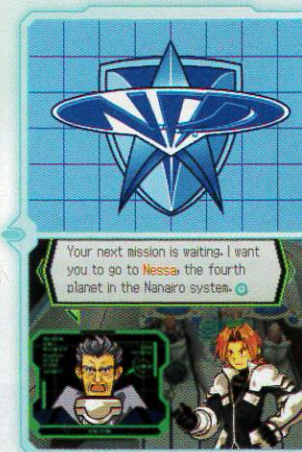 Your next mission is waiting. I want
you to go to Nessa, the fourth
planet in the Nanairo system.